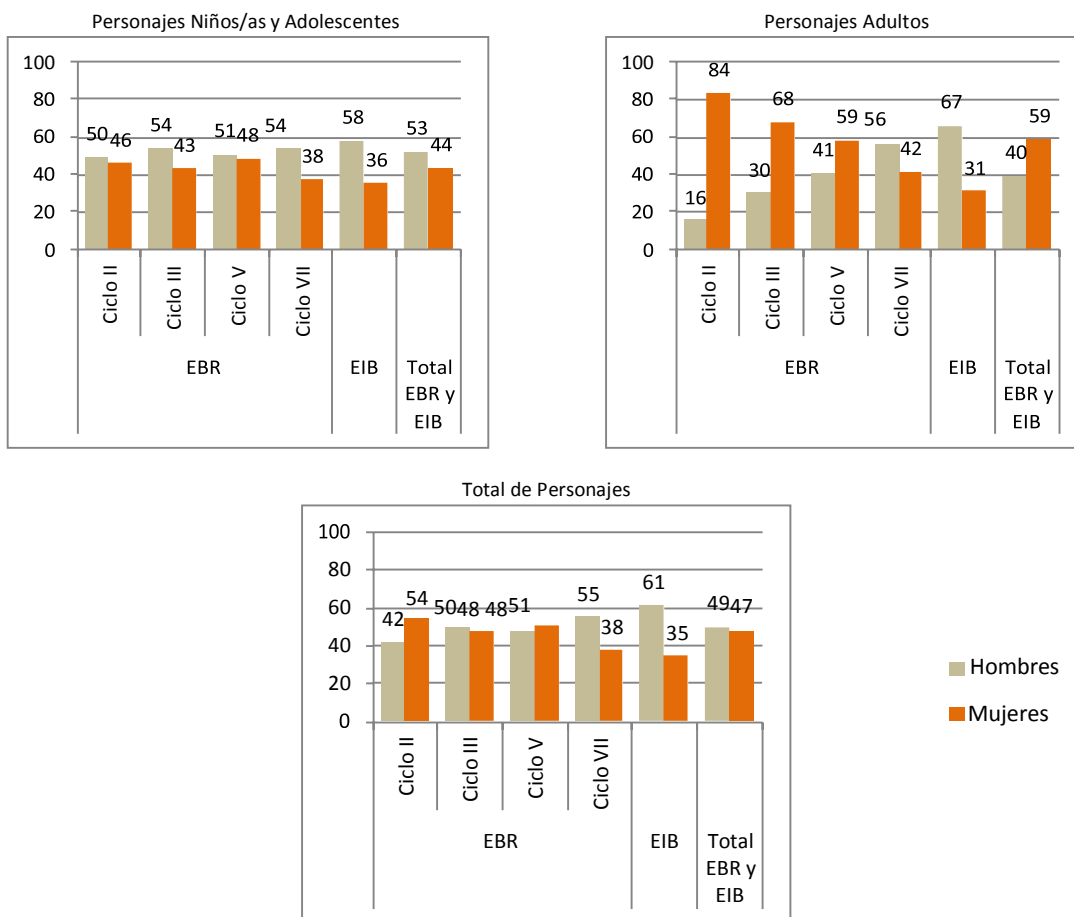 Personajes Niños/as y Adolescentes
100
80
60
40
20
0
50 46 54 43 51 48 54 38 58 36 53 44
Ciclo II
Ciclo III
Ciclo V
Ciclo VII
EBR
EIB
Total
EBR y
EIB
Personajes Adultos
100
80
60
40
20
0
16 84 30 68 41 59 56 42 67 31 40 59
Ciclo II
Ciclo III
Ciclo V
Ciclo VII
EBR
EIB
Total
EBR y
EIB
Total de Personajes
100
80
60
40
20
0
42 54 50 48 48 51 55 38 61 35 49 47
Ciclo II
Ciclo III
Ciclo V
Ciclo VII
EBR
EIB
Total
EBR y
EIB
Hombres
Mujeres